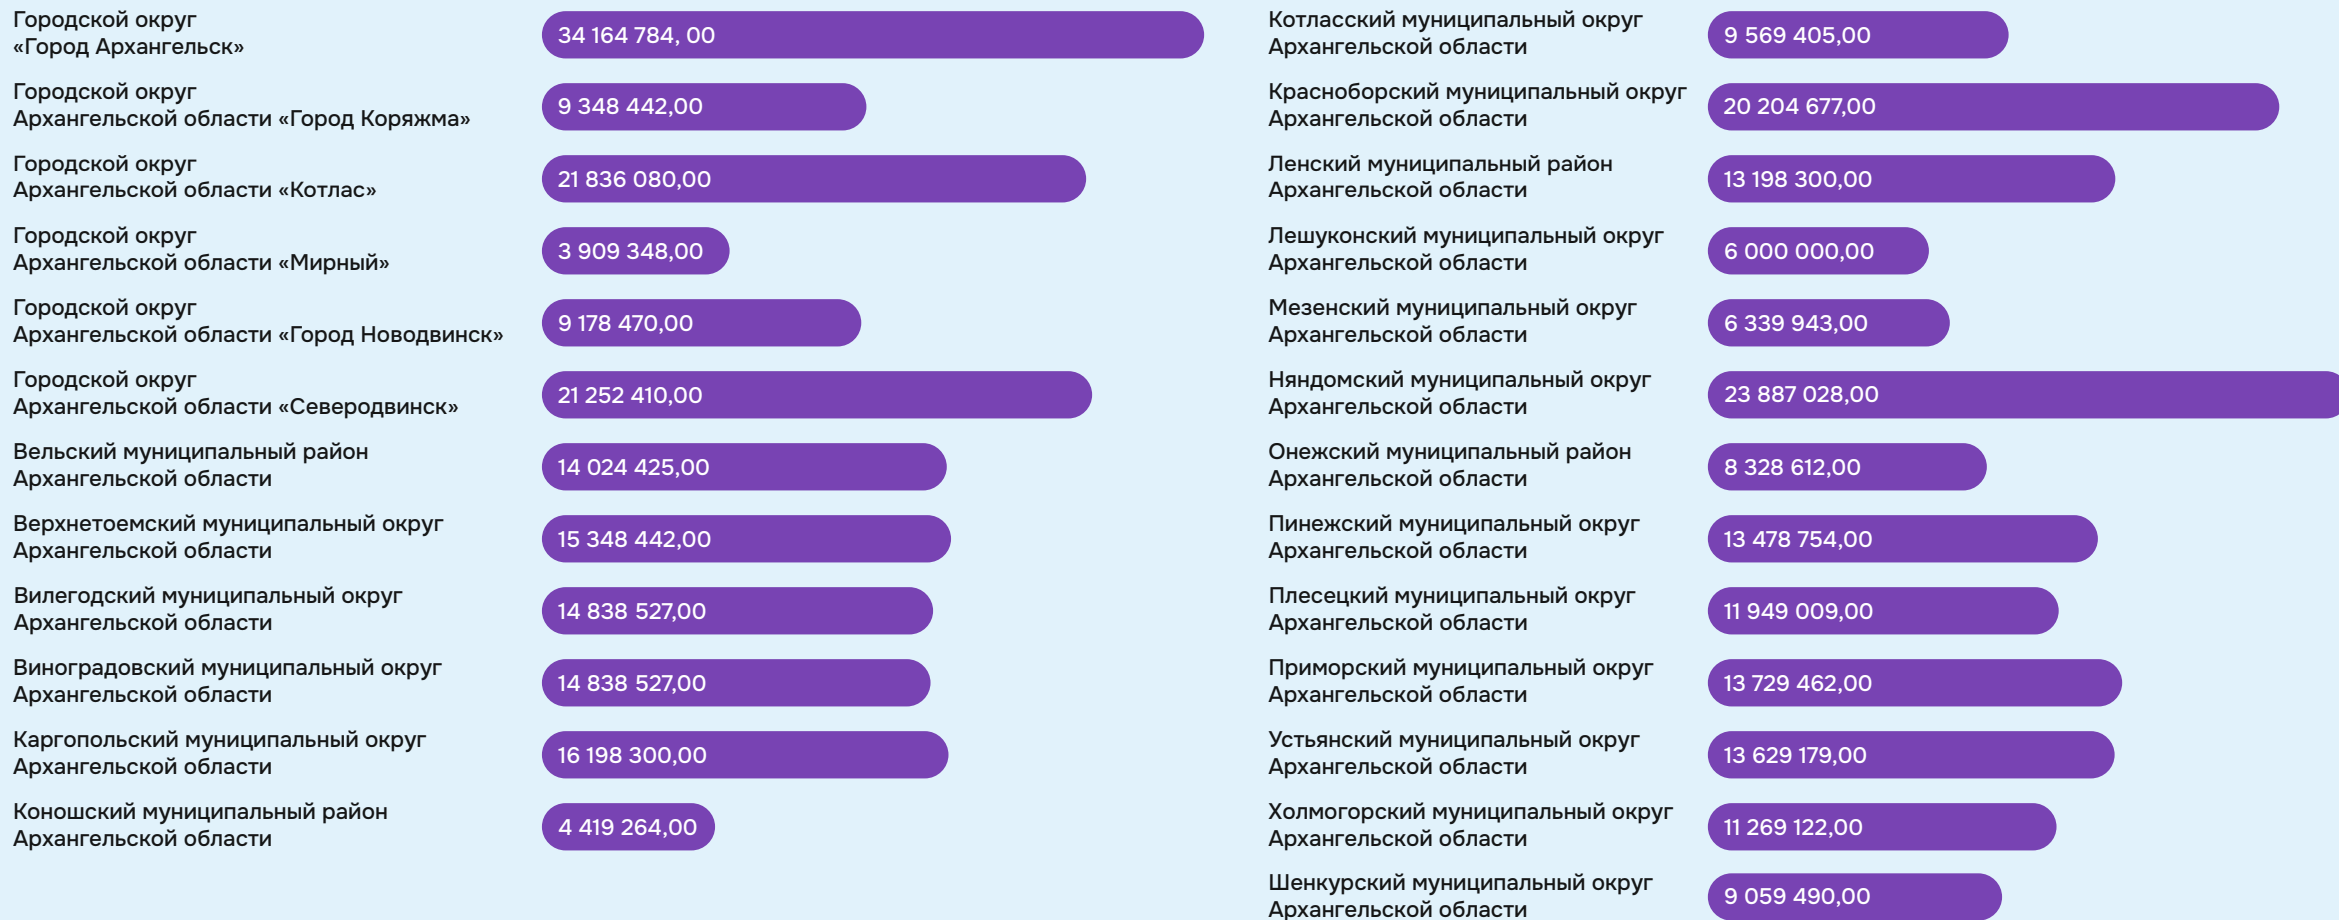 Городской округ
«Город Архангельск»
34 164 784, 00
Городской округ
Архангельской области «Город Коряжма»
9 348 442,00
Городской округ
Архангельской области «Котлас»
21 836 080,00
Городской округ
Архангельской области «Мирный»
3 909 348,00
Городской округ
Архангельской области «Город Новодвинск»
9 178 470,00
Городской округ
Архангельской области «Северодвинск»
21 252 410,00
Вельский муниципальный район
Архангельской области
14 024 425,00
Верхнетоемский муниципальный округ
Архангельской области
15 348 442,00
Вилегодский муниципальный округ
Архангельской области
14 838 527,00
Виноградовский муниципальный округ
Архангельской области
14 838 527,00
Каргопольский муниципальный округ
Архангельской области
16 198 300,00
Коношский муниципальный район
Архангельской области
4 419 264,00
Котласский муниципальный округ
Архангельской области
9 569 405,00
Красноборский муниципальный округ
Архангельской области
20 204 677,00
Ленский муниципальный район
Архангельской области
13 198 300,00
Лешуконский муниципальный округ
Архангельской области
6 000 000,00
Мезенский муниципальный округ
Архангельской области
6 339 943,00
Няндомский муниципальный округ
Архангельской области
23 887 028,00
Онежский муниципальный район
Архангельской области
8 328 612,00
Пинежский муниципальный округ
Архангельской области
13 478 754,00
Плесецкий муниципальный округ
Архангельской области
11 949 009,00
Приморский муниципальный округ
Архангельской области
13 729 462,00
Устьянский муниципальный округ
Архангельской области
13 629 179,00
Холмогорский муниципальный округ
Архангельской области
11 269 122,00
Шенкурский муниципальный округ
Архангельской области
9 059 490,00